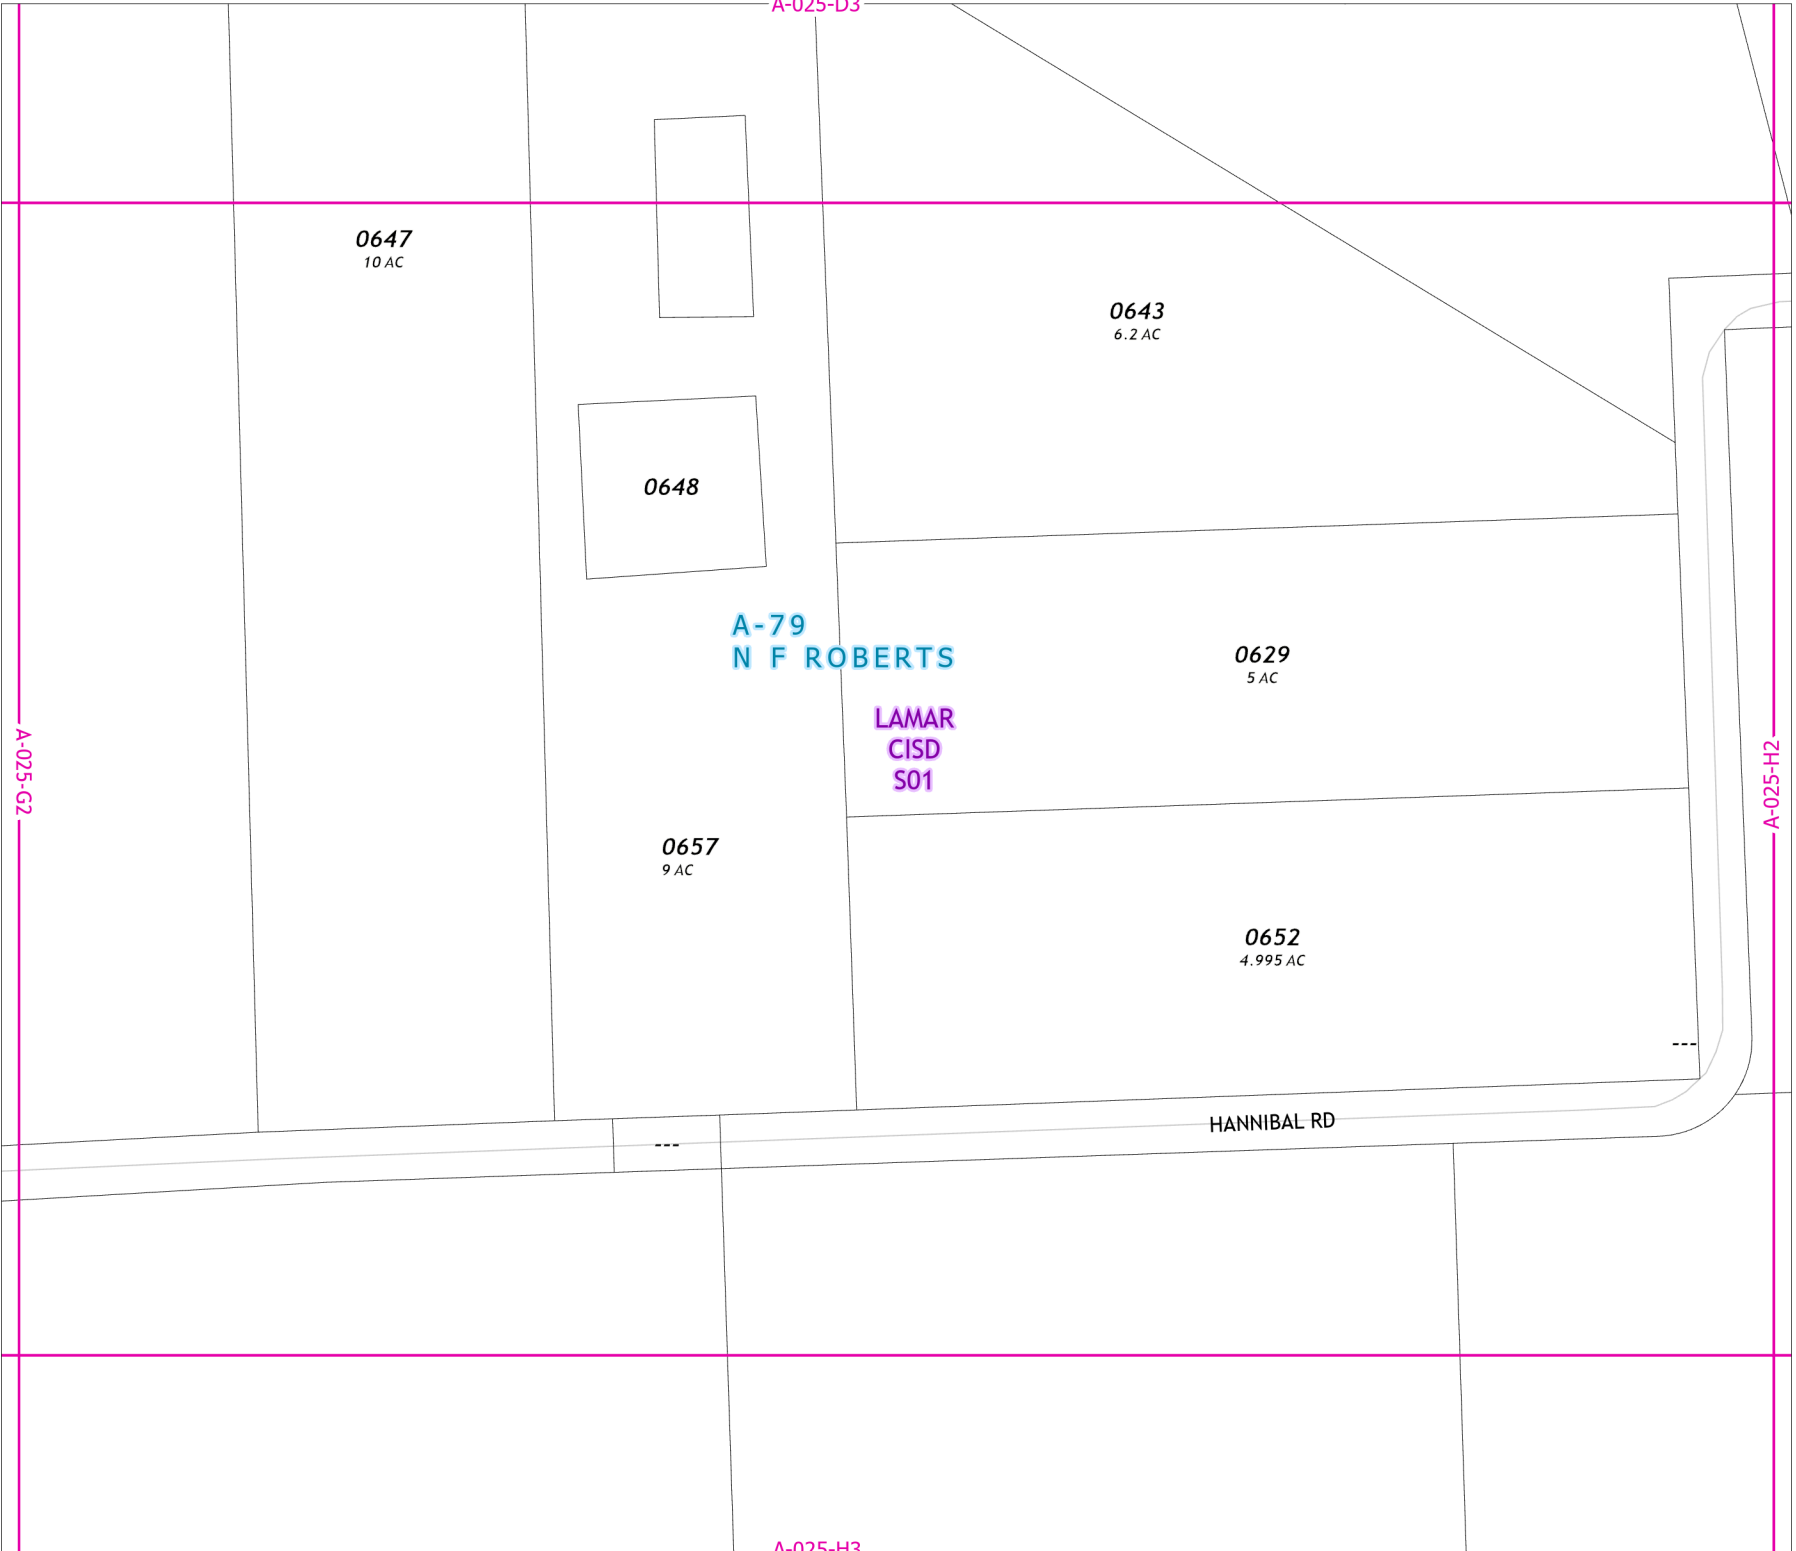 A-025-D3
0647
10 AC
0643
6.2 AC
0648
A-79
N F ROBERTS
0629
5 AC
LAMAR
CISD
S01
A-025-G2
A-025-H2
0657
9 AC
0652
4.995 AC
---
HANNIBAL RD
---
A-025-H3